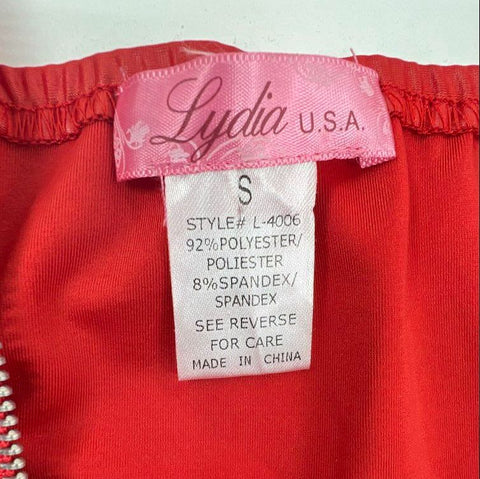 Lydia U.S.A.
S
STYLE# L-4006
92%POLYESTER/
POLIESTER
8%SPANDEX/
SPANDEX
SEE REVERSE
FOR CARE
MADE IN CHINA